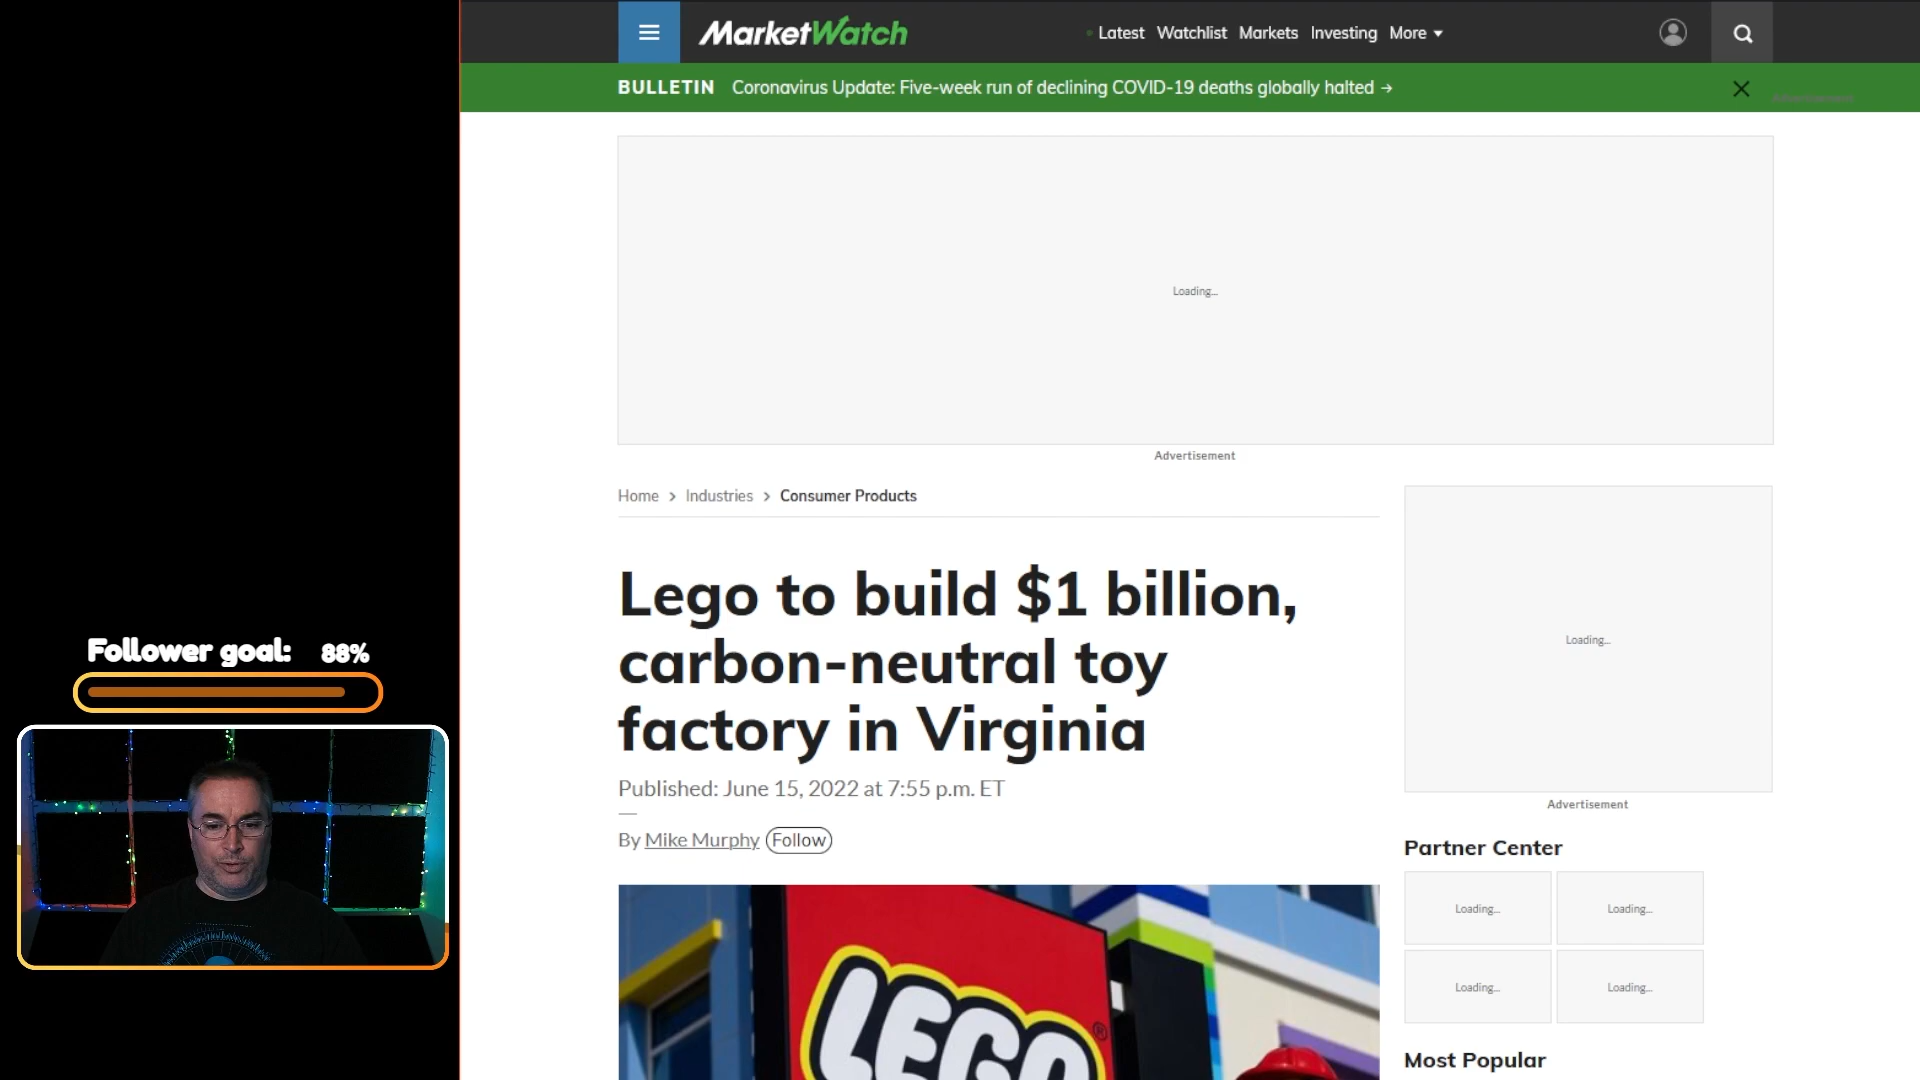 MarketWatch
Latest Watchlist Markets Investing More
BULLETIN Coronavirus Update: Five-week run of declining COVID-19 deaths globally halted →
Advertisement
Loading...
Advertisement
Home > Industries > Consumer Products
Lego to build $1 billion,
carbon-neutral toy
factory in Virginia
Published: June 15, 2022 at 7:55 p.m. ET
By Mike Murphy Follow
LEGO ®
Loading...
Advertisement
Partner Center
Loading... Loading...
Loading... Loading...
Most Popular
Follower goal: 88%